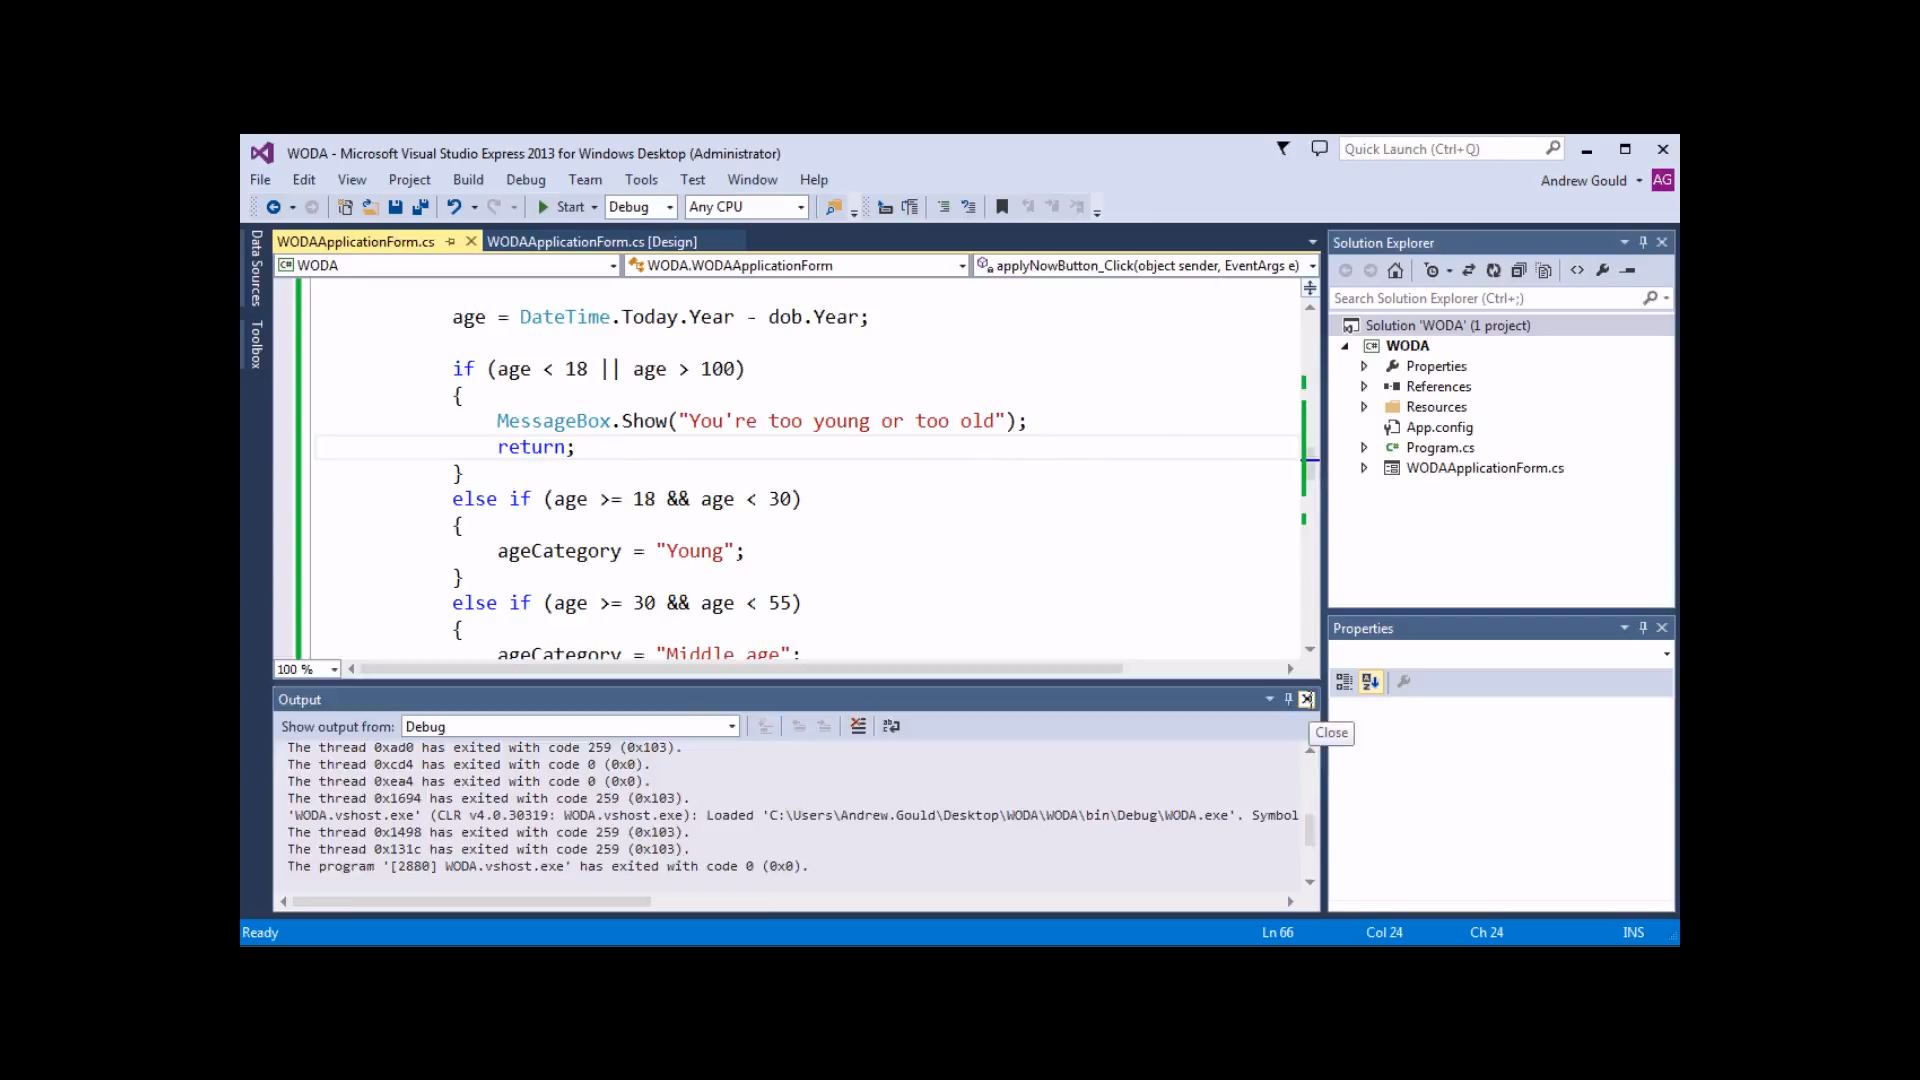 WODA - Microsoft Visual Studio Express 2013 for Windows Desktop (Administrator)
Quick Launch (Ctrl+Q)
File Edit View Project Build Debug Team Tools Test Window Help
Andrew Gould AG
Start Debug Any CPU
Data Sources
Toolbox
WODAApplicationForm.cs WODAApplicationForm.cs [Design]
C# WODA WODA.WODAApplicationForm applyNowButton_Click(object sender, EventArgs e)
age = DateTime.Today.Year - dob.Year;
if (age < 18 || age > 100)
{
MessageBox.Show("You're too young or too old");
return;
}
else if (age >= 18 && age < 30)
{
ageCategory = "Young";
}
else if (age >= 30 && age < 55)
{
ageCategory = "Middle age";
100 %
Output
Show output from: Debug
The thread 0xad0 has exited with code 259 (0x103).
The thread 0xcd4 has exited with code 0 (0x0).
The thread 0xea4 has exited with code 0 (0x0).
The thread 0x1694 has exited with code 259 (0x103).
'WODA.vshost.exe' (CLR v4.0.30319: WODA.vshost.exe): Loaded 'C:\Users\Andrew.Gould\Desktop\WODA\WODA\bin\Debug\WODA.exe'. Symbol
The thread 0x1498 has exited with code 259 (0x103).
The thread 0x131c has exited with code 259 (0x103).
The program '[2880] WODA.vshost.exe' has exited with code 0 (0x0).
Close
Solution Explorer
Search Solution Explorer (Ctrl+;)
Solution 'WODA' (1 project)
C# WODA
Properties
References
Resources
App.config
C# Program.cs
WODAApplicationForm.cs
Properties
Ready Ln 66 Col 24 Ch 24 INS